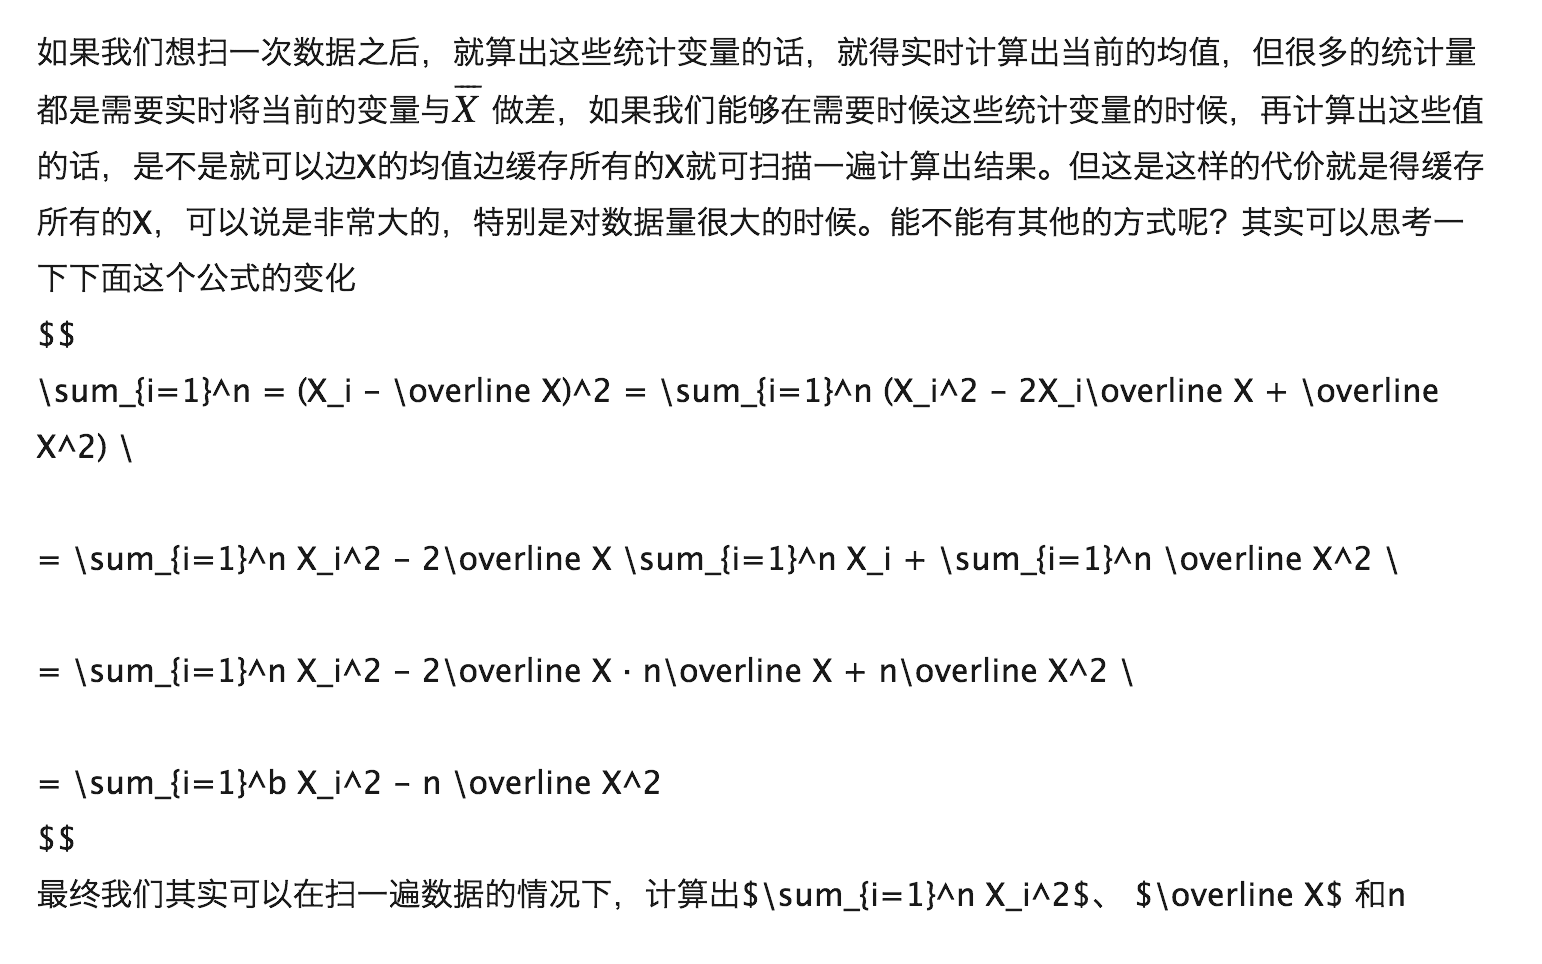 如果我们想扫一次数据之后，就算出这些统计变量的话，就得实时计算出当前的均值，但很多的统计量
都是需要实时将当前的变量与X̅ 做差，如果我们能够在需要时候这些统计变量的时候，再计算出这些值
的话，是不是就可以边X的均值边缓存所有的X就可扫描一遍计算出结果。但这是这样的代价就是得缓存
所有的X，可以说是非常大的，特别是对数据量很大的时候。能不能有其他的方式呢？其实可以思考一
下下面这个公式的变化
$$
\sum_{i=1}^n = (X_i - \overline X)^2 = \sum_{i=1}^n (X_i^2 - 2X_i\overline X + \overline
X^2) \
= \sum_{i=1}^n X_i^2 - 2\overline X \sum_{i=1}^n X_i + \sum_{i=1}^n \overline X^2 \
= \sum_{i=1}^n X_i^2 - 2\overline X · n\overline X + n\overline X^2 \
= \sum_{i=1}^b X_i^2 - n \overline X^2
$$
最终我们其实可以在扫一遍数据的情况下，计算出$\sum_{i=1}^n X_i^2$、 $\overline X$ 和n